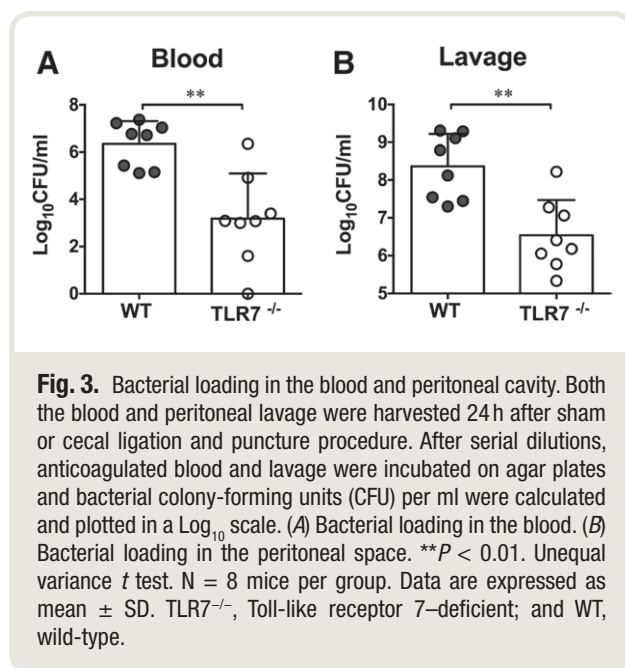 A Blood
B Lavage
**
**
8
6
4
2
0
Log₁₀CFU/ml
WT
TLR7 -/-
10
9
8
7
6
5
Log₁₀CFU/ml
WT
TLR7 -/-
Fig. 3. Bacterial loading in the blood and peritoneal cavity. Both
the blood and peritoneal lavage were harvested 24 h after sham
or cecal ligation and puncture procedure. After serial dilutions,
anticoagulated blood and lavage were incubated on agar plates
and bacterial colony-forming units (CFU) per ml were calculated
and plotted in a Log₁₀ scale. (A) Bacterial loading in the blood. (B)
Bacterial loading in the peritoneal space. **P < 0.01. Unequal
variance t test. N = 8 mice per group. Data are expressed as
mean ± SD. TLR7⁻/⁻, Toll-like receptor 7–deficient; and WT,
wild-type.